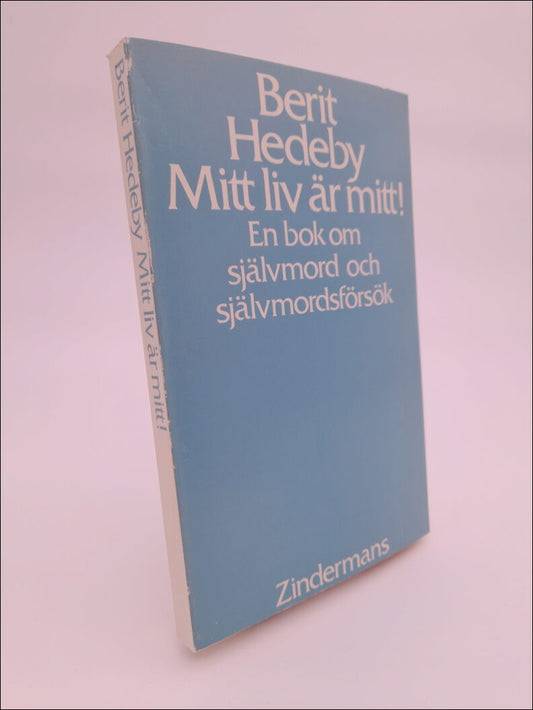 Berit
Hedeby
Mitt liv är mitt!
En bok om
självmord och
självmordsförsök
Zindermans
Berit Hedeby Mitt liv är mitt!